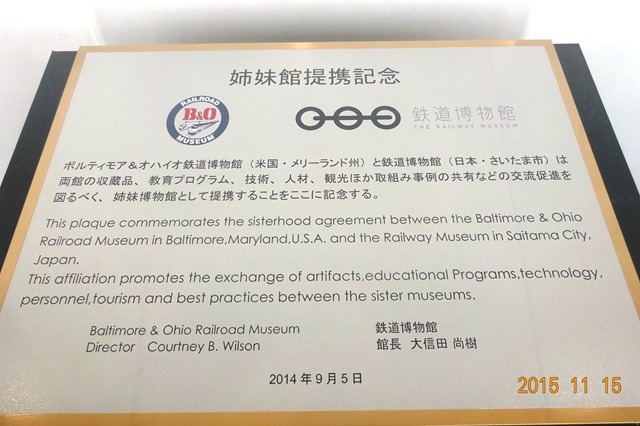 姉妹館提携記念
RAILROAD
B&O
MUSEUM
鉄道博物館
THE RAILWAY MUSEUM
ボルティモア&オハイオ鉄道博物館(米国・メリーランド州)と鉄道博物館(日本・さいたま市)は
両館の収蔵品、教育プログラム、技術、人材、観光ほか取組み事例の共有などの交流促進を
図るべく、姉妹博物館として提携することをここに記念する。
This plaque commemorates the sisterhood agreement between the Baltimore & Ohio
Railroad Museum in Baltimore,Maryland,U.S.A. and the Railway Museum in Saitama City,
Japan.
This affiliation promotes the exchange of artifacts,educational Programs,technology,
personnel,tourism and best practices between the sister museums.
Baltimore & Ohio Railroad Museum
Director Courtney B. Wilson
鉄道博物館
館長 大信田 尚樹
2014年9月5日
2015 11 15